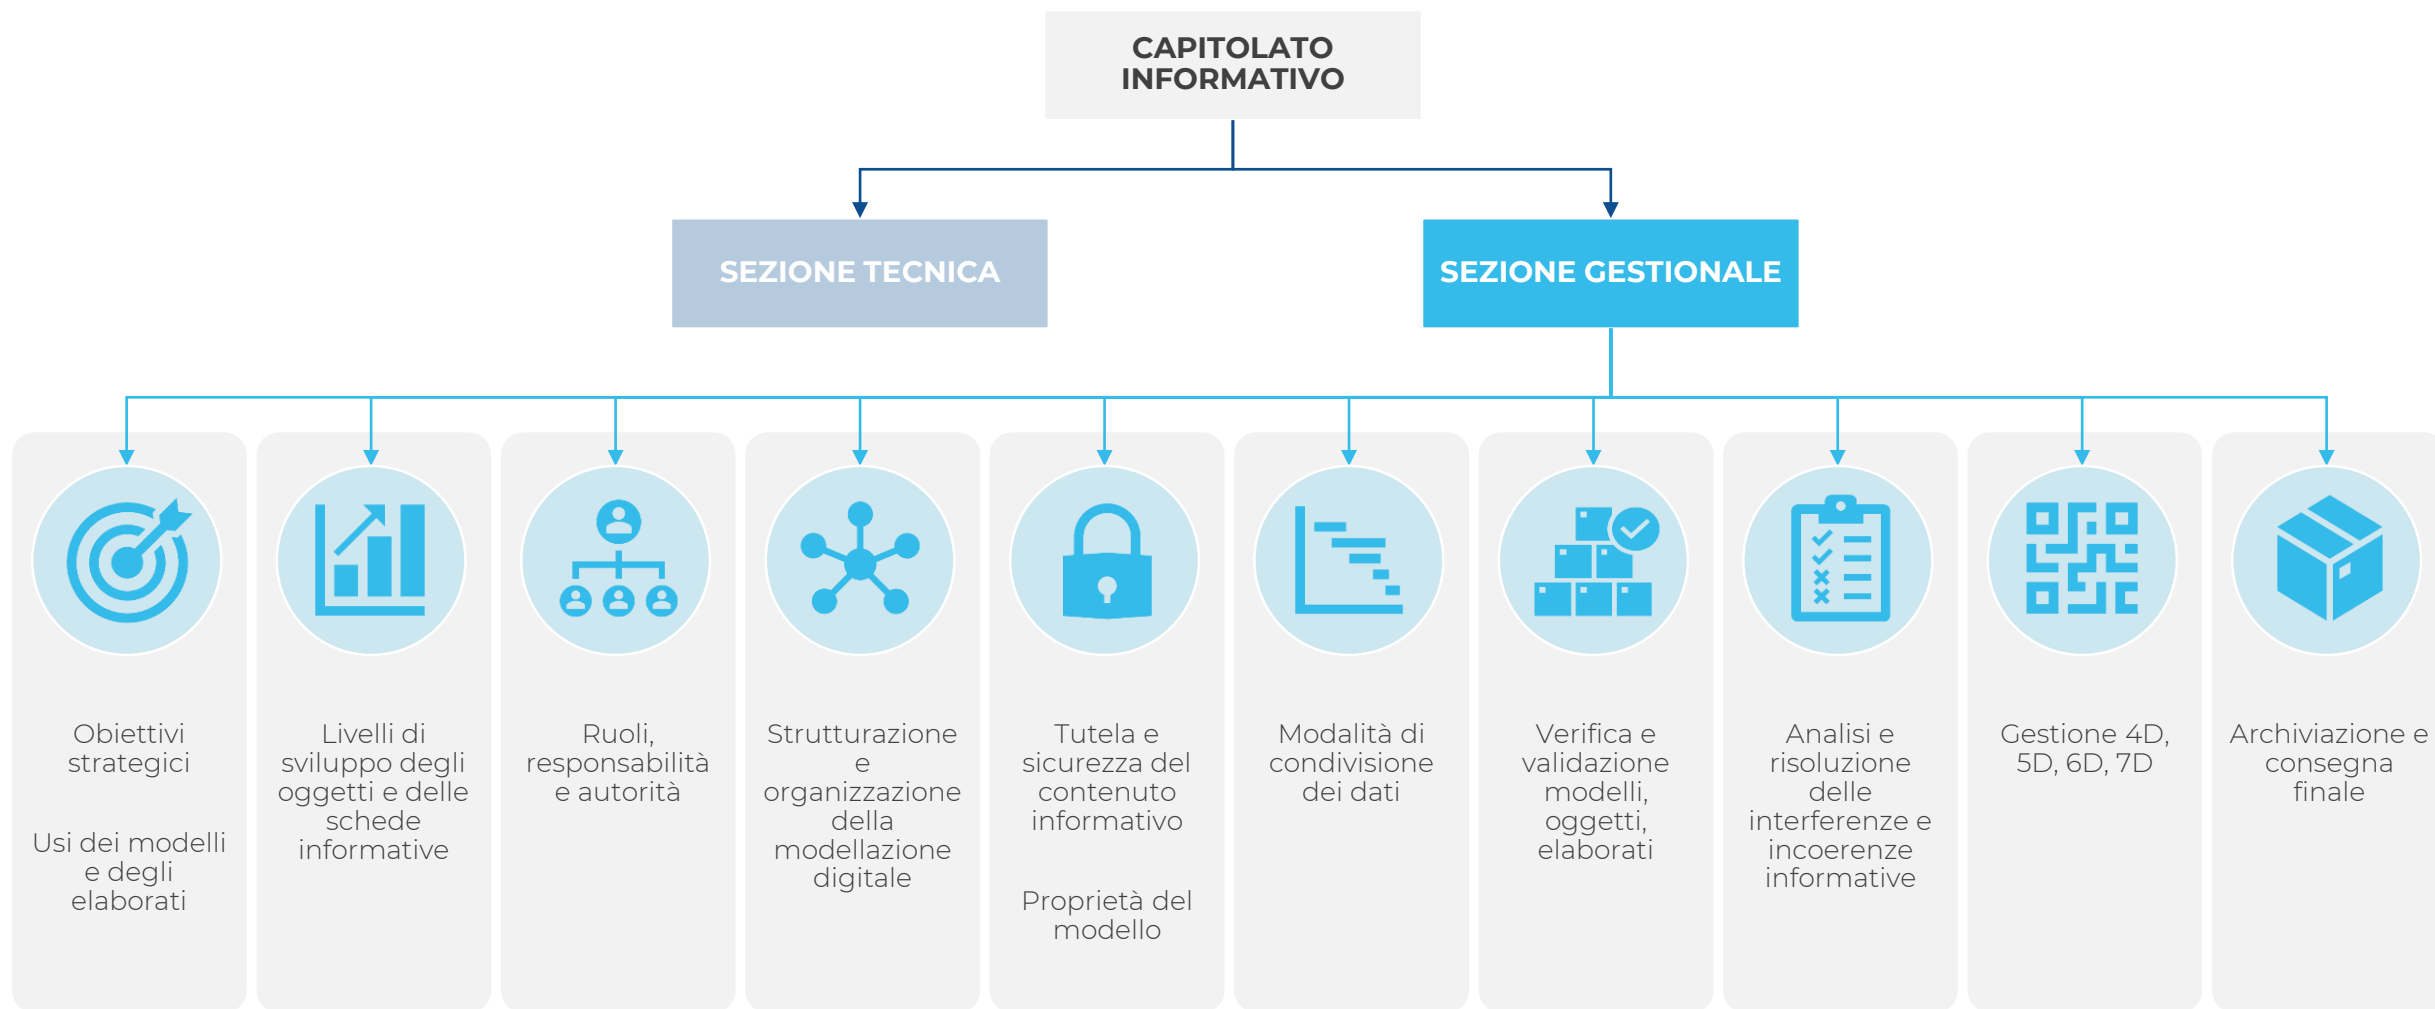 CAPITOLATO
INFORMATIVO
SEZIONE TECNICA
SEZIONE GESTIONALE
Obiettivi
strategici
Usi dei modelli
e degli
elaborati
Livelli di
sviluppo degli
oggetti e delle
schede
informative
Ruoli,
responsabilità
e autorità
Strutturazione
e
organizzazione
della
modellazione
digitale
Tutela e
sicurezza del
contenuto
informativo
Proprietà del
modello
Modalità di
condivisione
dei dati
Verifica e
validazione
modelli,
oggetti,
elaborati
Analisi e
risoluzione
delle
interferenze e
incoerenze
informative
Gestione 4D,
5D, 6D, 7D
Archiviazione e
consegna
finale